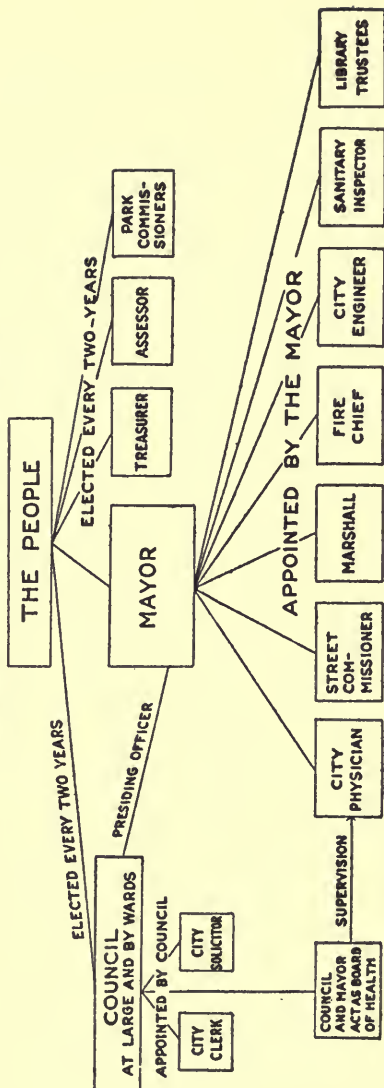 THE PEOPLE
ELECTED EVERY TWO YEARS
ELECTED EVERY TWO-YEARS
COUNCIL
AT LARGE AND BY WARDS
PRESIDING OFFICER
MAYOR
TREASURER
ASSESSOR
PARK
COMMIS-
SIONERS
APPOINTED BY COUNCIL
CITY
CLERK
CITY
SOLICITOR
APPOINTED BY THE MAYOR
COUNCIL
AND MAYOR
ACT AS BOARD
OF HEALTH
SUPERVISION
CITY
PHYSICIAN
STREET
COM-
MISSIONER
MARSHALL
FIRE
CHIEF
CITY
ENGINEER
SANITARY
INSPECTOR
LIBRARY
TRUSTEES